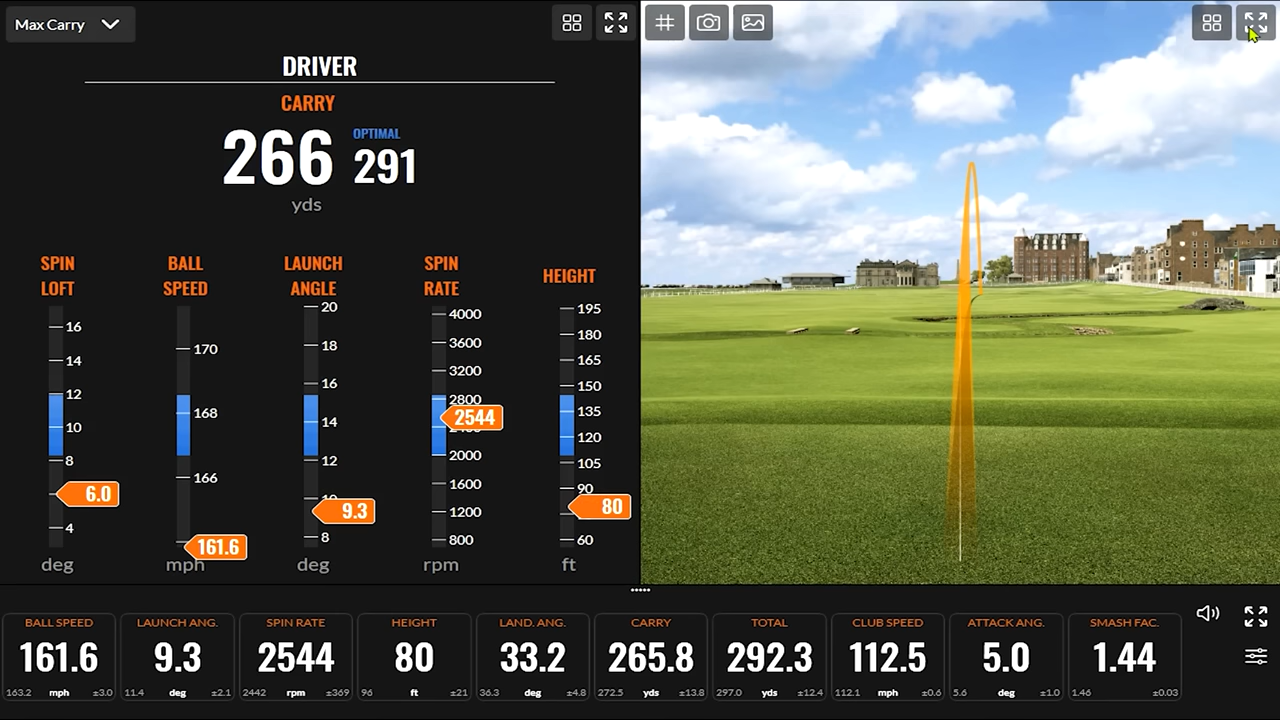 Max Carry
DRIVER
CARRY
266
OPTIMAL
291
yds
SPIN LOFT
16
14
12
10
8
6.0
4
deg
BALL SPEED
170
168
166
161.6
mph
LAUNCH ANGLE
20
18
16
14
12
10
9.3
8
deg
SPIN RATE
4000
3600
3200
2800
2544
2000
1600
1200
800
rpm
HEIGHT
195
180
165
150
135
120
105
90
80
60
ft
BALL SPEED
161.6
163.2 mph ±3.0
LAUNCH ANG.
9.3
11.4 deg ±2.1
SPIN RATE
2544
2442 rpm ±369
HEIGHT
80
96 ft ±21
LAND. ANG.
33.2
36.3 deg ±4.8
CARRY
265.8
272.5 yds ±13.8
TOTAL
292.3
297.0 yds ±12.4
CLUB SPEED
112.5
112.1 mph ±0.6
ATTACK ANG.
5.0
5.6 deg ±1.0
SMASH FAC.
1.44
1.46 ±0.03